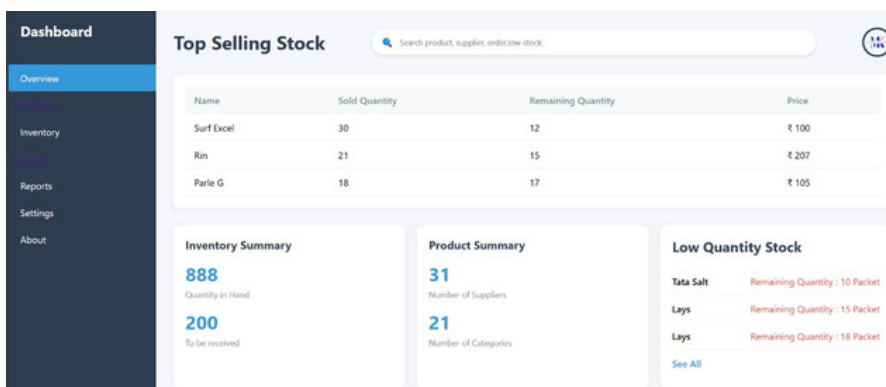 Dashboard
Overview
Inventory
Reports
Settings
About
Top Selling Stock
Search product, supplier, order,low stock
Name Sold Quantity Remaining Quantity Price
Surf Excel 30 12 ₹ 100
Rin 21 15 ₹ 207
Parle G 18 17 ₹ 105
Inventory Summary
888
Quantity in Hand
200
To be received
Product Summary
31
Number of Suppliers
21
Number of Categories
Low Quantity Stock
Tata Salt Remaining Quantity : 10 Packet
Lays Remaining Quantity : 15 Packet
Lays Remaining Quantity : 18 Packet
See All